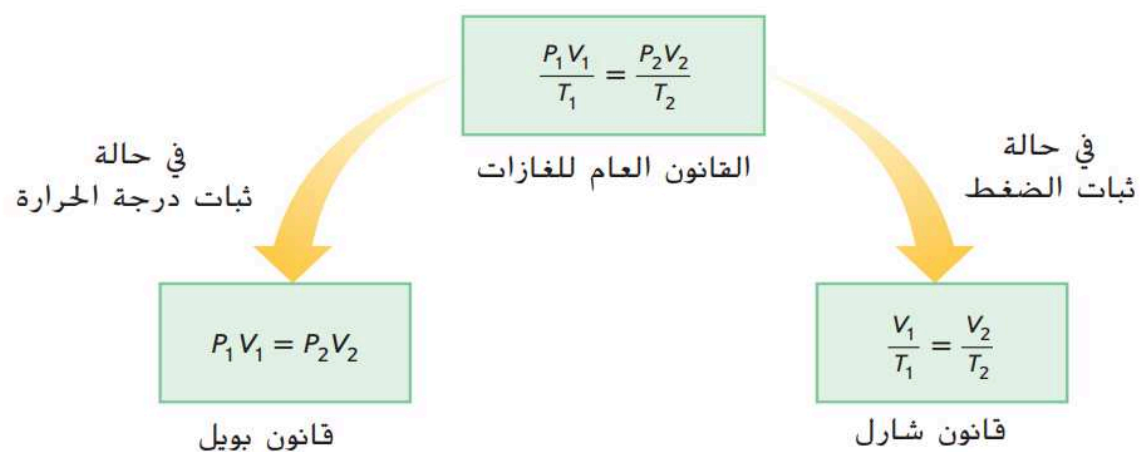 P₁V₁/T₁ = P₂V₂/T₂
القانون العام للغازات
في حالة
ثبات الضغط
في حالة
ثبات درجة الحرارة
V₁/T₁ = V₂/T₂
قانون شارل
P₁V₁ = P₂V₂
قانون بويل